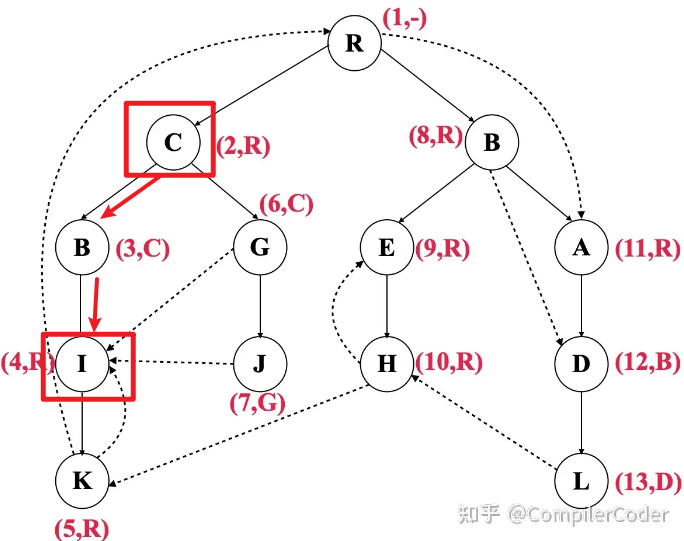 (1,-)
R
C
(2,R)
(8,R)
B
(6,C)
B
(3,C)
G
E
(9,R)
A
(11,R)
(4,R)
I
J
(7,G)
H
(10,R)
D
(12,B)
K
(5,R)
L
(13,D)
知乎 @CompilerCoder